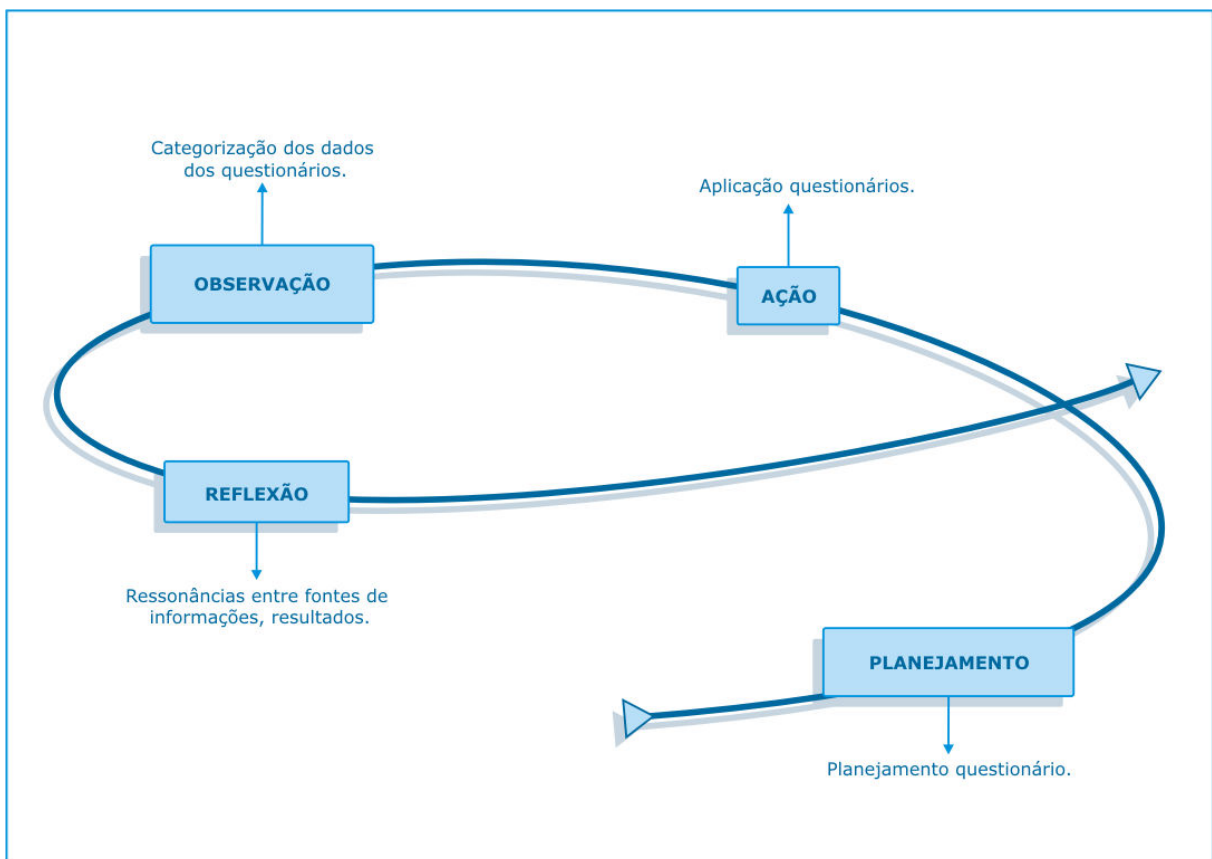 Categorização dos dados
dos questionários.
Aplicação questionários.
OBSERVAÇÃO
AÇÃO
REFLEXÃO
Ressonâncias entre fontes de
informações, resultados.
PLANEJAMENTO
Planejamento questionário.